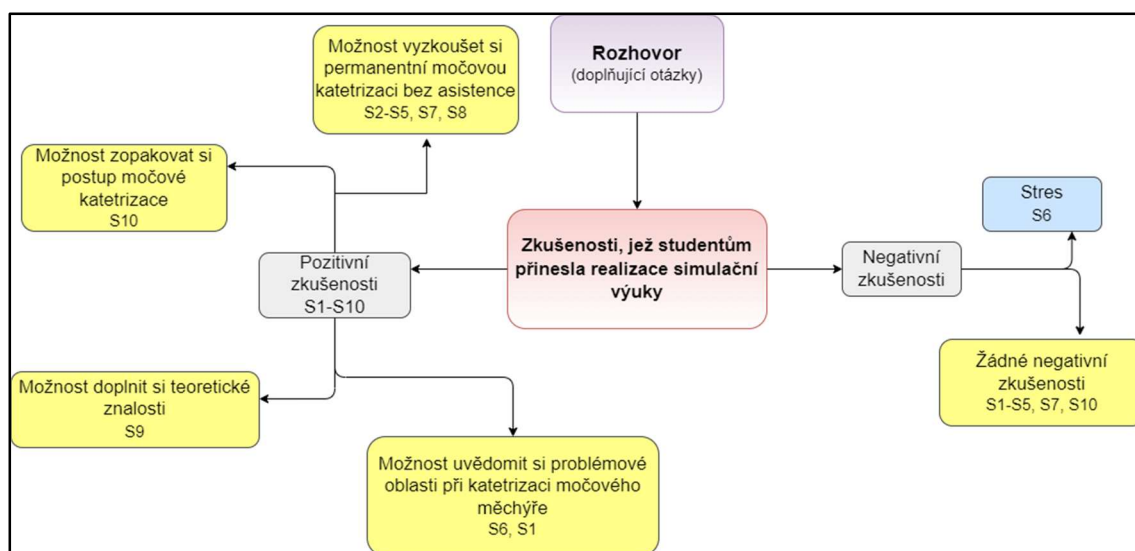 Rozhovor
(doplňující otázky)
Možnost vyzkoušet si
permanentní močovou
katetrizaci bez asistence
S2-S5, S7, S8
Možnost zopakovat si
postup močové
katetrizace
S10
Stres
S6
Zkušenosti, jež studentům
přinesla realizace simulační
výuky
Pozitivní
zkušenosti
S1-S10
Negativní
zkušenosti
Žádné negativní
zkušenosti
S1-S5, S7, S10
Možnost doplnit si teoretické
znalosti
S9
Možnost uvědomit si problémové
oblasti při katetrizaci močového
měchýře
S6, S1